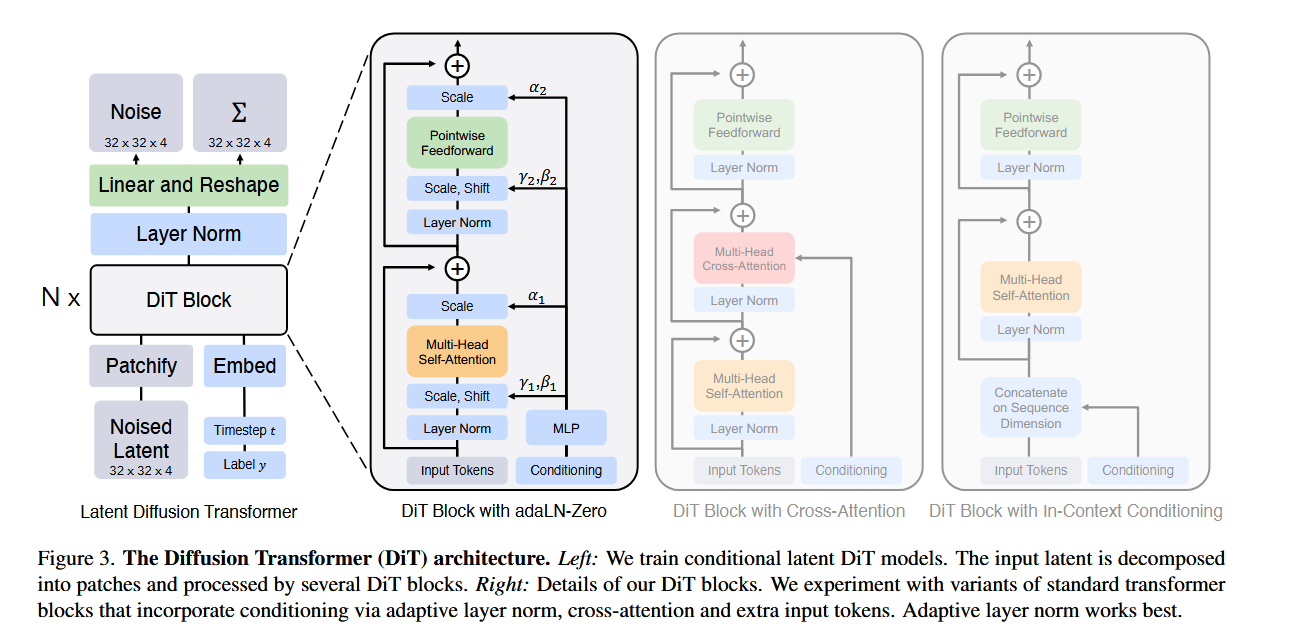 Noise
32 x 32 x 4
Σ
32 x 32 x 4
Linear and Reshape
Layer Norm
N x
DiT Block
Patchify
Embed
Noised
Latent
32 x 32 x 4
Timestep t
Label y
Latent Diffusion Transformer
+
Scale
α₂
Pointwise
Feedforward
Scale, Shift
γ₂,β₂
Layer Norm
+
Scale
α₁
Multi-Head
Self-Attention
Scale, Shift
γ₁,β₁
Layer Norm
MLP
Input Tokens
Conditioning
DiT Block with adaLN-Zero
+
Pointwise
Feedforward
Layer Norm
+
Multi-Head
Cross-Attention
Layer Norm
+
Multi-Head
Self-Attention
Layer Norm
Input Tokens
Conditioning
DiT Block with Cross-Attention
+
Pointwise
Feedforward
Layer Norm
+
Multi-Head
Self-Attention
Layer Norm
Concatenate
on Sequence
Dimension
Input Tokens
Conditioning
DiT Block with In-Context Conditioning
Figure 3. The Diffusion Transformer (DiT) architecture. Left: We train conditional latent DiT models. The input latent is decomposed
into patches and processed by several DiT blocks. Right: Details of our DiT blocks. We experiment with variants of standard transformer
blocks that incorporate conditioning via adaptive layer norm, cross-attention and extra input tokens. Adaptive layer norm works best.